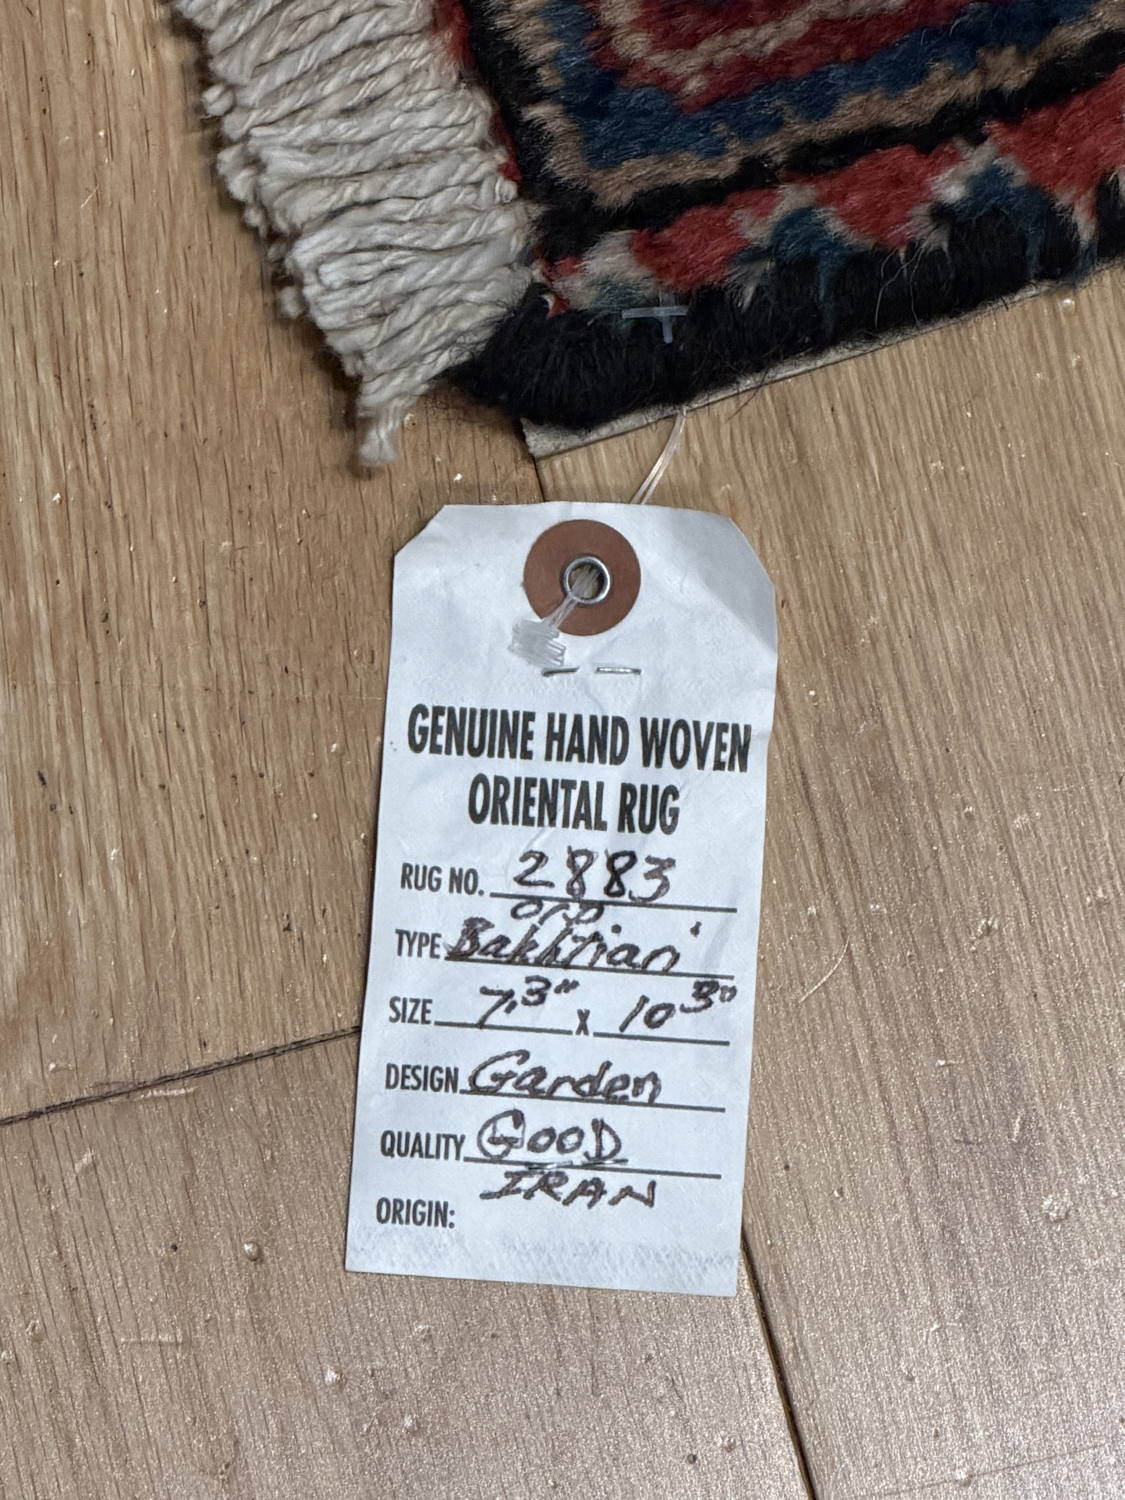 GENUINE HAND WOVEN
ORIENTAL RUG
RUG NO. 2883
OLD
TYPE Bakhtiari
SIZE 7.3" x 10 3"
DESIGN Garden
QUALITY GOOD
IRAN
ORIGIN: